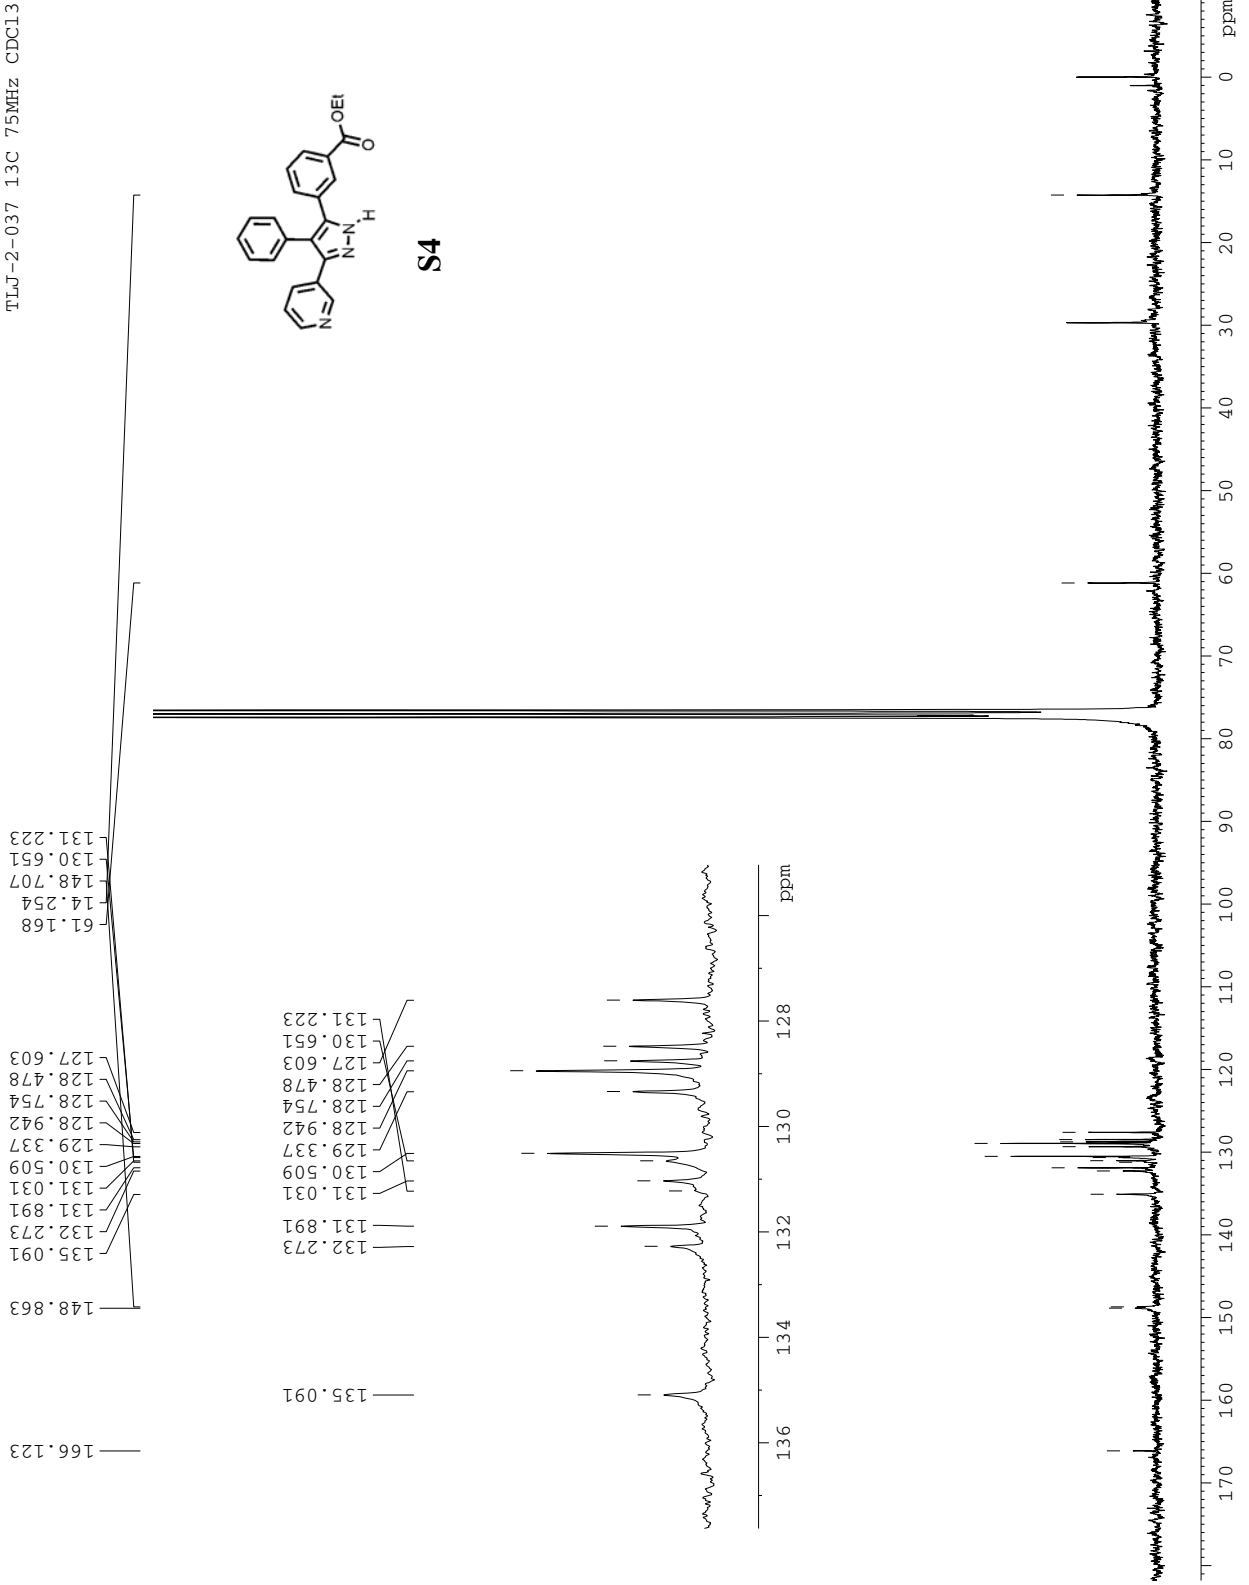 TLJ-2-037 13C 75MHz CDCl3
166.123
148.863
135.091
132.273
131.891
131.031
130.509
129.337
128.942
128.754
128.478
127.603
61.168
14.254
148.707
130.651
131.223
N
N
N
H
O
OEt
S4
135.091
132.273
131.891
131.031
130.509
129.337
128.942
128.754
128.478
127.603
130.651
131.223
136 134 132 130 128 ppm
170 160 150 140 130 120 110 100 90 80 70 60 50 40 30 20 10 0 ppm